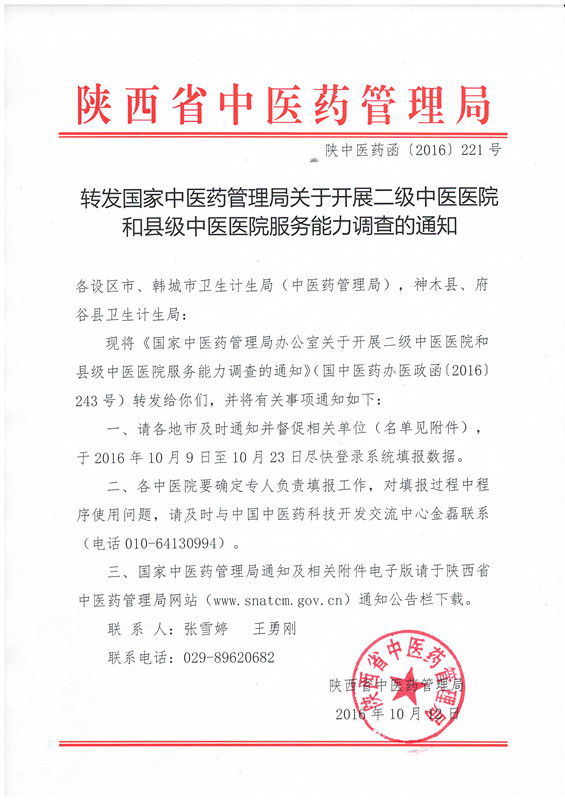 陕西省中医药管理局
陕中医药函〔2016〕221号
转发国家中医药管理局关于开展二级中医医院
和县级中医医院服务能力调查的通知
各设区市、韩城市卫生计生局（中医药管理局），神木县、府
谷县卫生计生局：
现将《国家中医药管理局办公室关于开展二级中医医院和
县级中医医院服务能力调查的通知》（国中医药办医政函〔2016〕
243号）转发给你们，并将有关事项通知如下：
一、请各地市及时通知并督促相关单位（名单见附件），
于2016年10月9日至10月23日尽快登录系统填报数据。
二、各中医院要确定专人负责填报工作，对填报过程中程
序使用问题，请及时与中国中医药科技开发交流中心金磊联系
（电话010-64130994）。
三、国家中医药管理局通知及相关附件电子版请于陕西省
中医药管理局网站（www.snatcm.gov.cn）通知公告栏下载。
联 系 人：张雪婷 王勇刚
联系电话：029-89620682
陕西省中医药管理局
2016年10月12日
陕西省中医药管理局